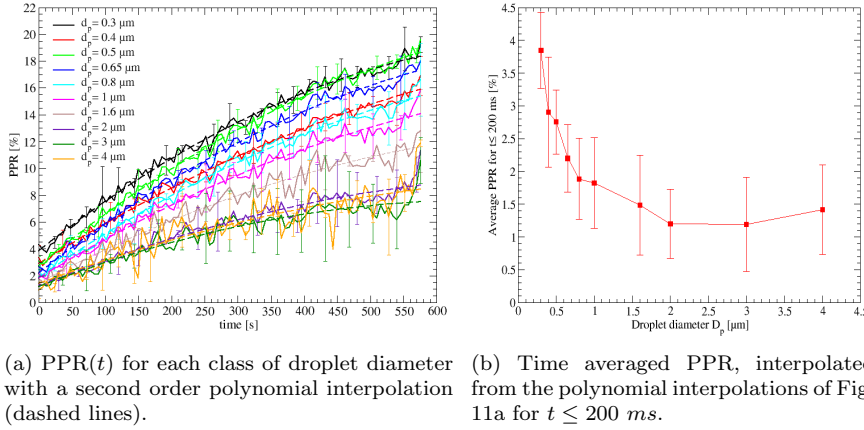 22
20
18
16
14
12
10
8
6
4
2
0
PPR [%]
d_p= 0.3 μm
d_p= 0.4 μm
d_p= 0.5 μm
d_p= 0.65 μm
d_p= 0.8 μm
d_p= 1 μm
d_p= 1.6 μm
d_p= 2 μm
d_p= 3 μm
d_p= 4 μm
0 50 100 150 200 250 300 350 400 450 500 550 600
time [s]
5
4.5
4
3.5
3
2.5
2
1.5
1
0.5
0
Average PPR for t≤ 200 ms [%]
0 0.5 1 1.5 2 2.5 3 3.5 4 4.5
Droplet diameter D_p [μm]
(a) PPR(t) for each class of droplet diameter
with a second order polynomial interpolation
(dashed lines).
(b) Time averaged PPR, interpolated
from the polynomial interpolations of Fig
11a for t ≤ 200 ms.